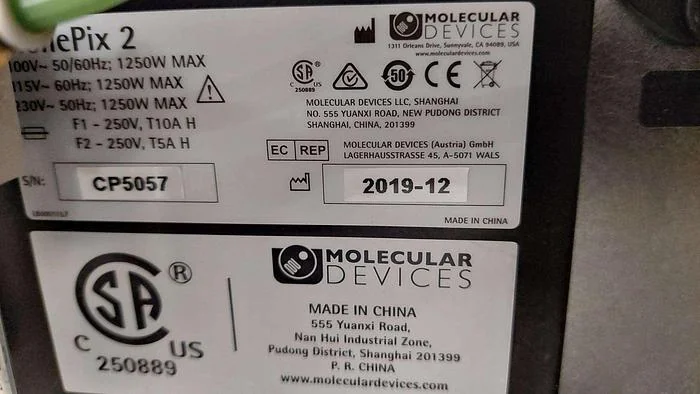 nePix 2
100V~ 50/60Hz; 1250W MAX
115V~ 60Hz; 1250W MAX
230V~ 50Hz; 1250W MAX
F1 - 250V, T10A H
F2 - 250V, T5A H
S/N: CP5057
MOLECULAR
DEVICES
1311 Orleans Drive, Sunnyvale, CA 94089, USA
www.moleculardevices.com
SA C US
250889
50
CE
MOLECULAR DEVICES LLC, SHANGHAI
NO. 555 YUANXI ROAD, NEW PUDONG DISTRICT
SHANGHAI, CHINA, 201399
EC REP
MOLECULAR DEVICES (Austria) GmbH
LAGERHAUSSTRASSE 45, A-5071 WALS
2019-12
MADE IN CHINA
SA ®
C US
250889
MOLECULAR
DEVICES
MADE IN CHINA
555 Yuanxi Road,
Nan Hui Industrial Zone,
Pudong District, Shanghai 201399
P. R. CHINA
www.moleculardevices.com